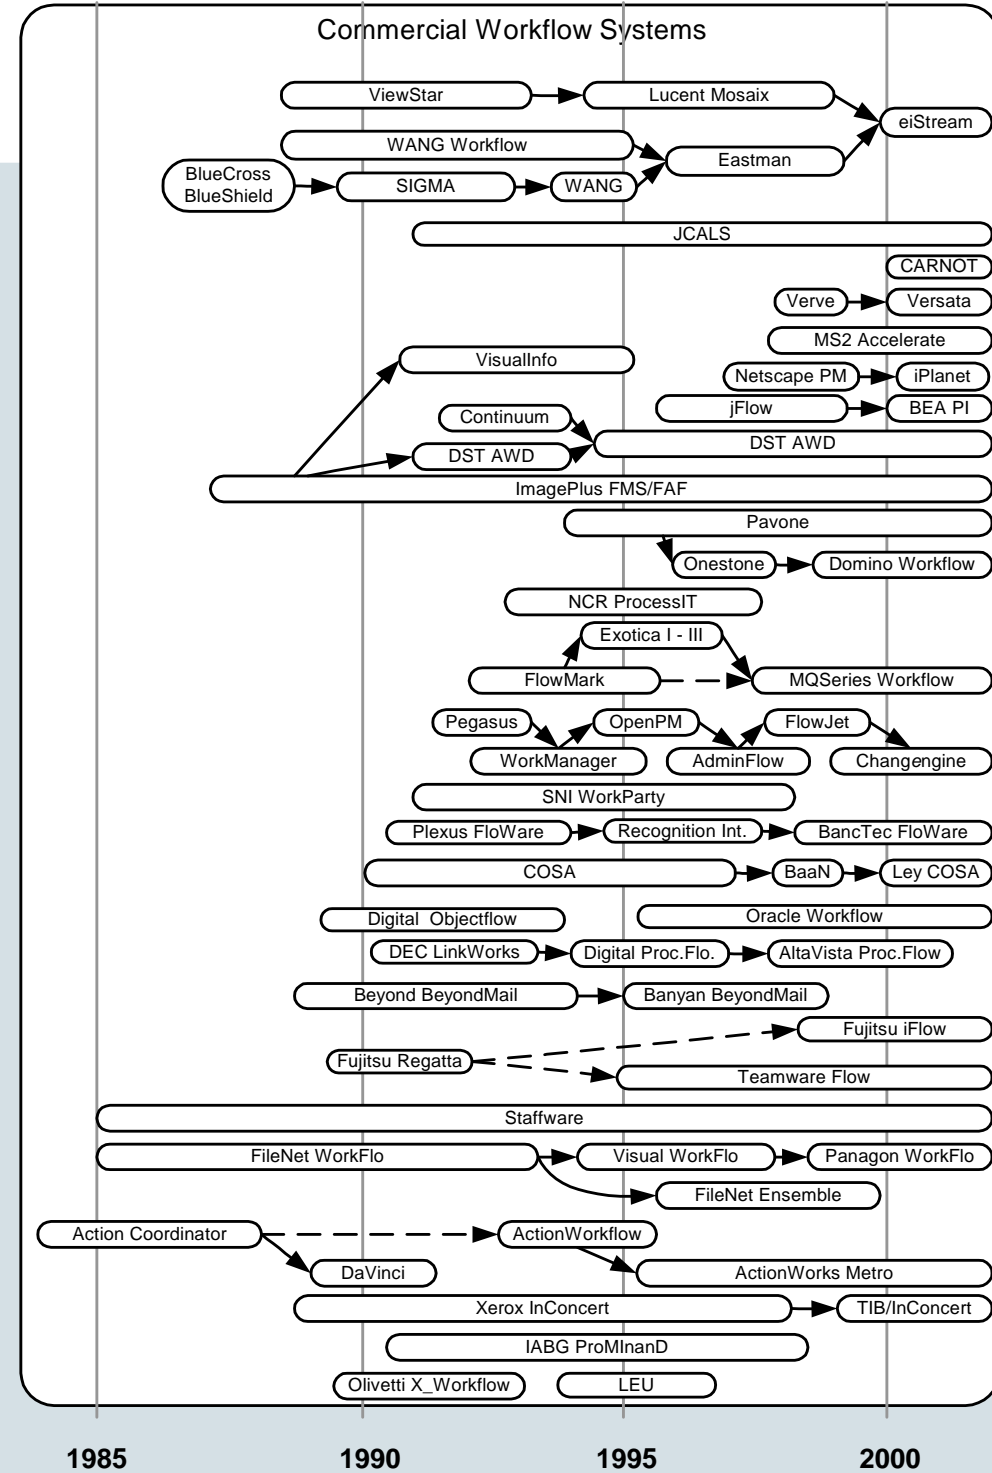 Commercial Workflow Systems
ViewStar
Lucent Mosaix
eiStream
WANG Workflow
Eastman
BlueCross
BlueShield
SIGMA
WANG
JCALS
CARNOT
Verve
Versata
MS2 Accelerate
VisualInfo
Netscape PM
iPlanet
jFlow
BEA PI
Continuum
DST AWD
DST AWD
ImagePlus FMS/FAF
Pavone
Onestone
Domino Workflow
NCR ProcessIT
Exotica I - III
FlowMark
MQSeries Workflow
Pegasus
OpenPM
FlowJet
WorkManager
AdminFlow
Changengine
SNI WorkParty
Plexus FloWare
Recognition Int.
BancTec FloWare
COSA
BaaN
Ley COSA
Digital Objectflow
Oracle Workflow
DEC LinkWorks
Digital Proc.Flo.
AltaVista Proc.Flow
Beyond BeyondMail
Banyan BeyondMail
Fujitsu iFlow
Fujitsu Regatta
Teamware Flow
Staffware
FileNet WorkFlo
Visual WorkFlo
Panagon WorkFlo
FileNet Ensemble
Action Coordinator
ActionWorkflow
DaVinci
ActionWorks Metro
Xerox InConcert
TIB/InConcert
IABG ProMInanD
Olivetti X_Workflow
LEU
1985
1990
1995
2000